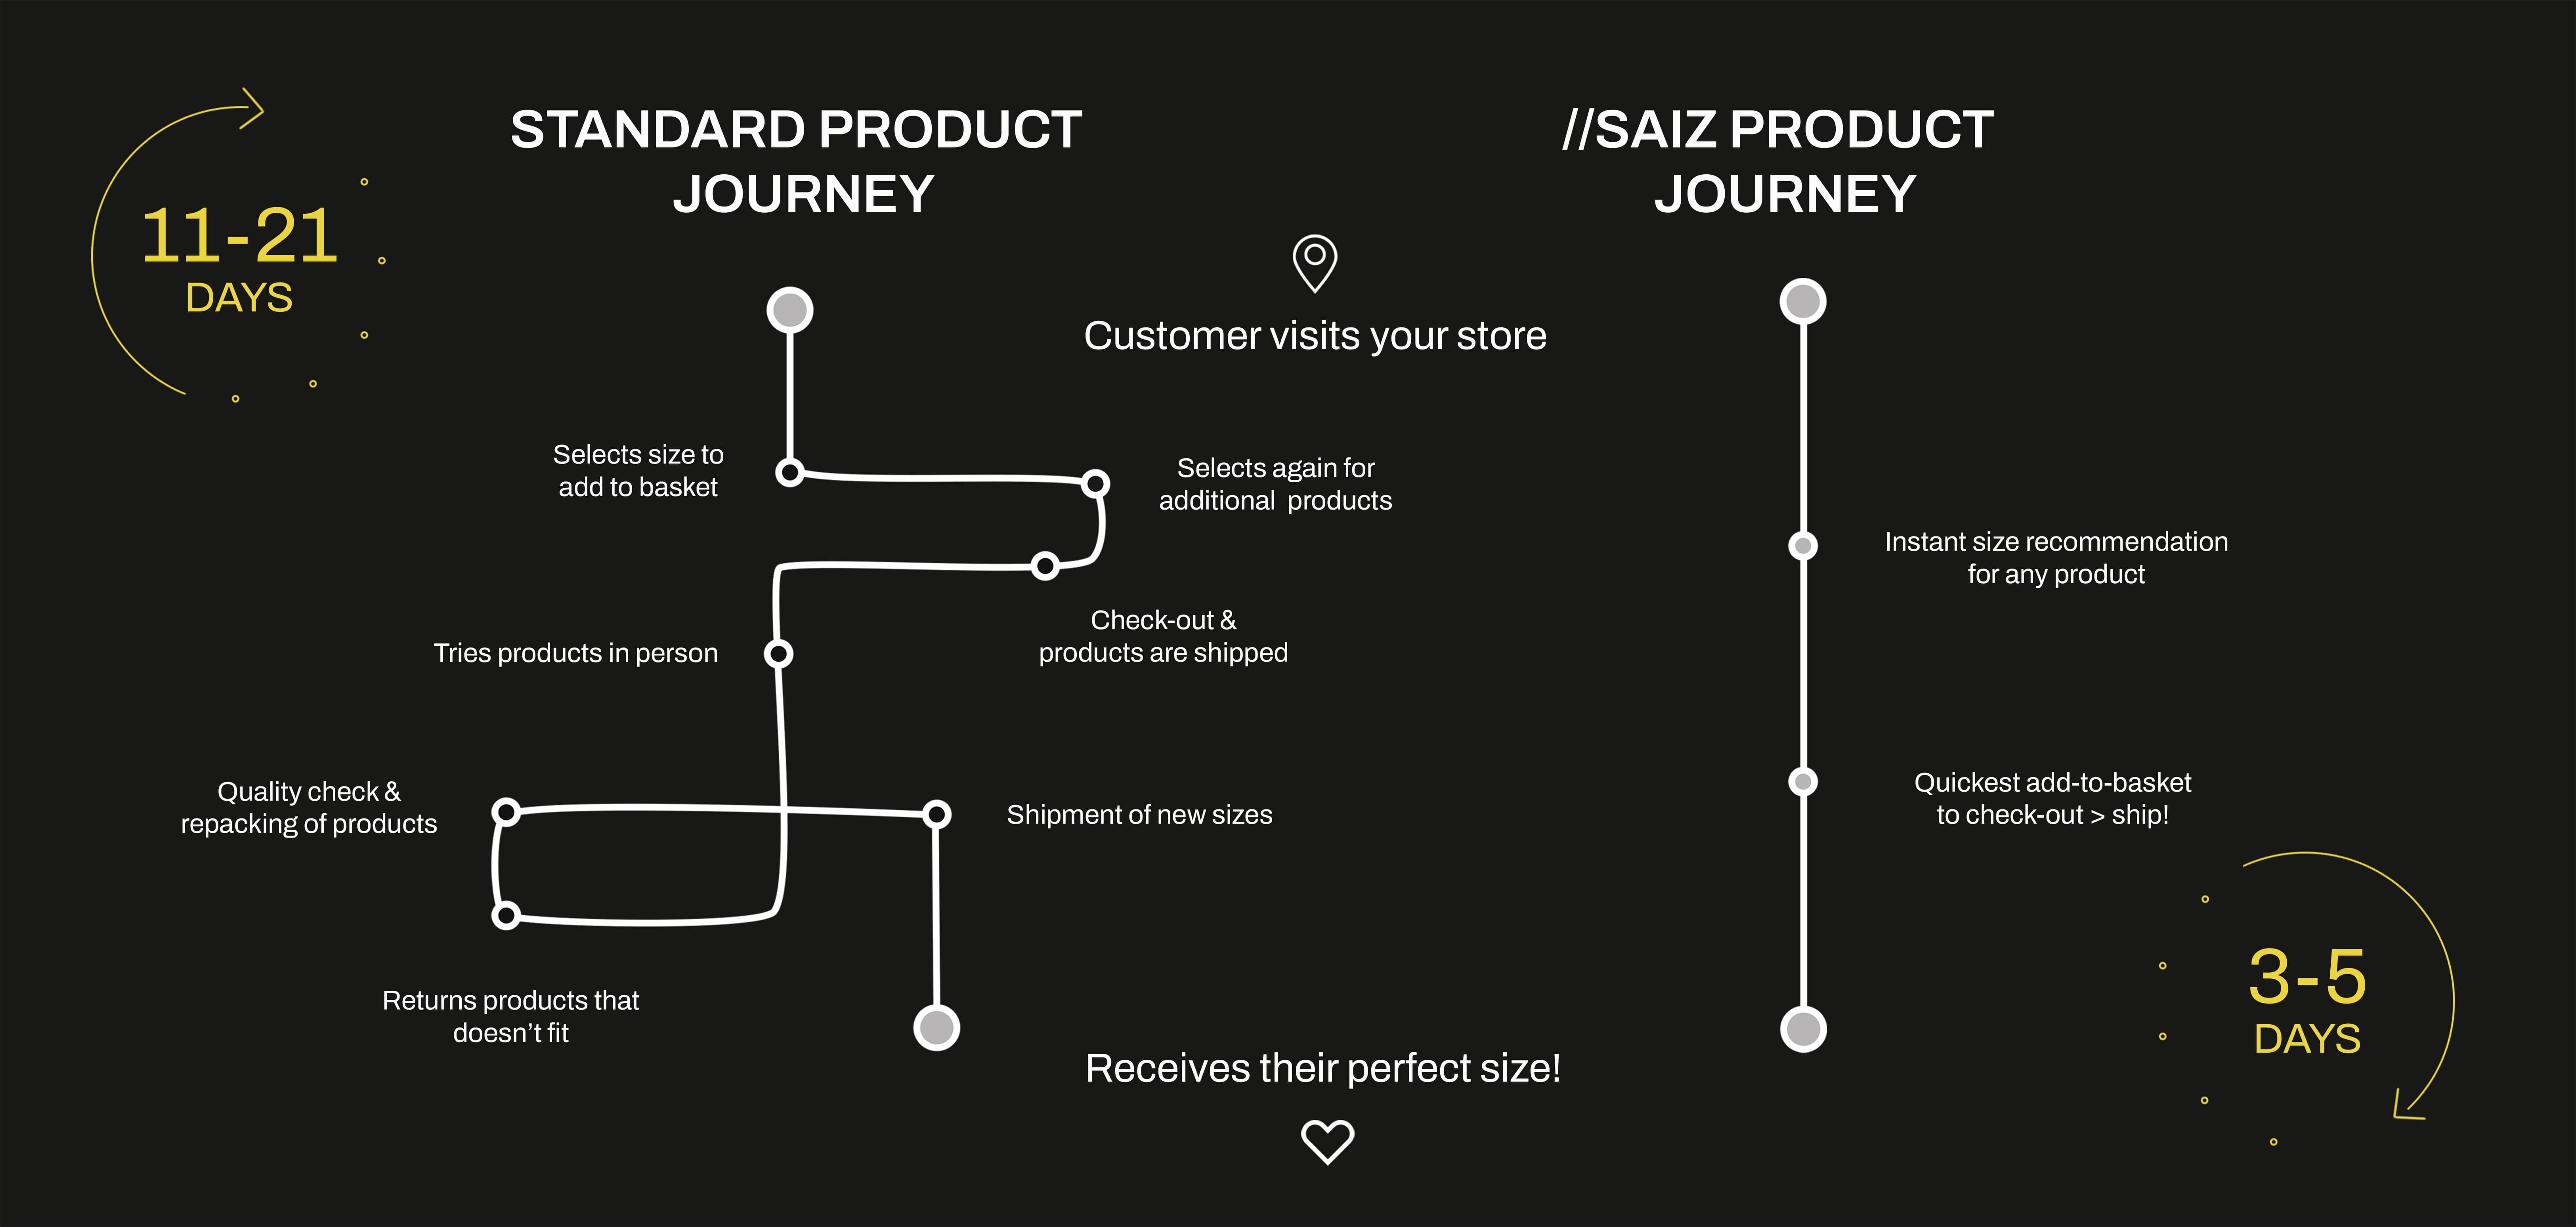 11-21
DAYS
STANDARD PRODUCT
JOURNEY
//SAIZ PRODUCT
JOURNEY
Customer visits your store
Selects size to
add to basket
Selects again for
additional  products
Check-out &
products are shipped
Tries products in person
Instant size recommendation
for any product
Quality check &
repacking of products
Shipment of new sizes
Quickest add-to-basket
to check-out > ship!
Returns products that
doesn’t fit
3-5
DAYS
Receives their perfect size!